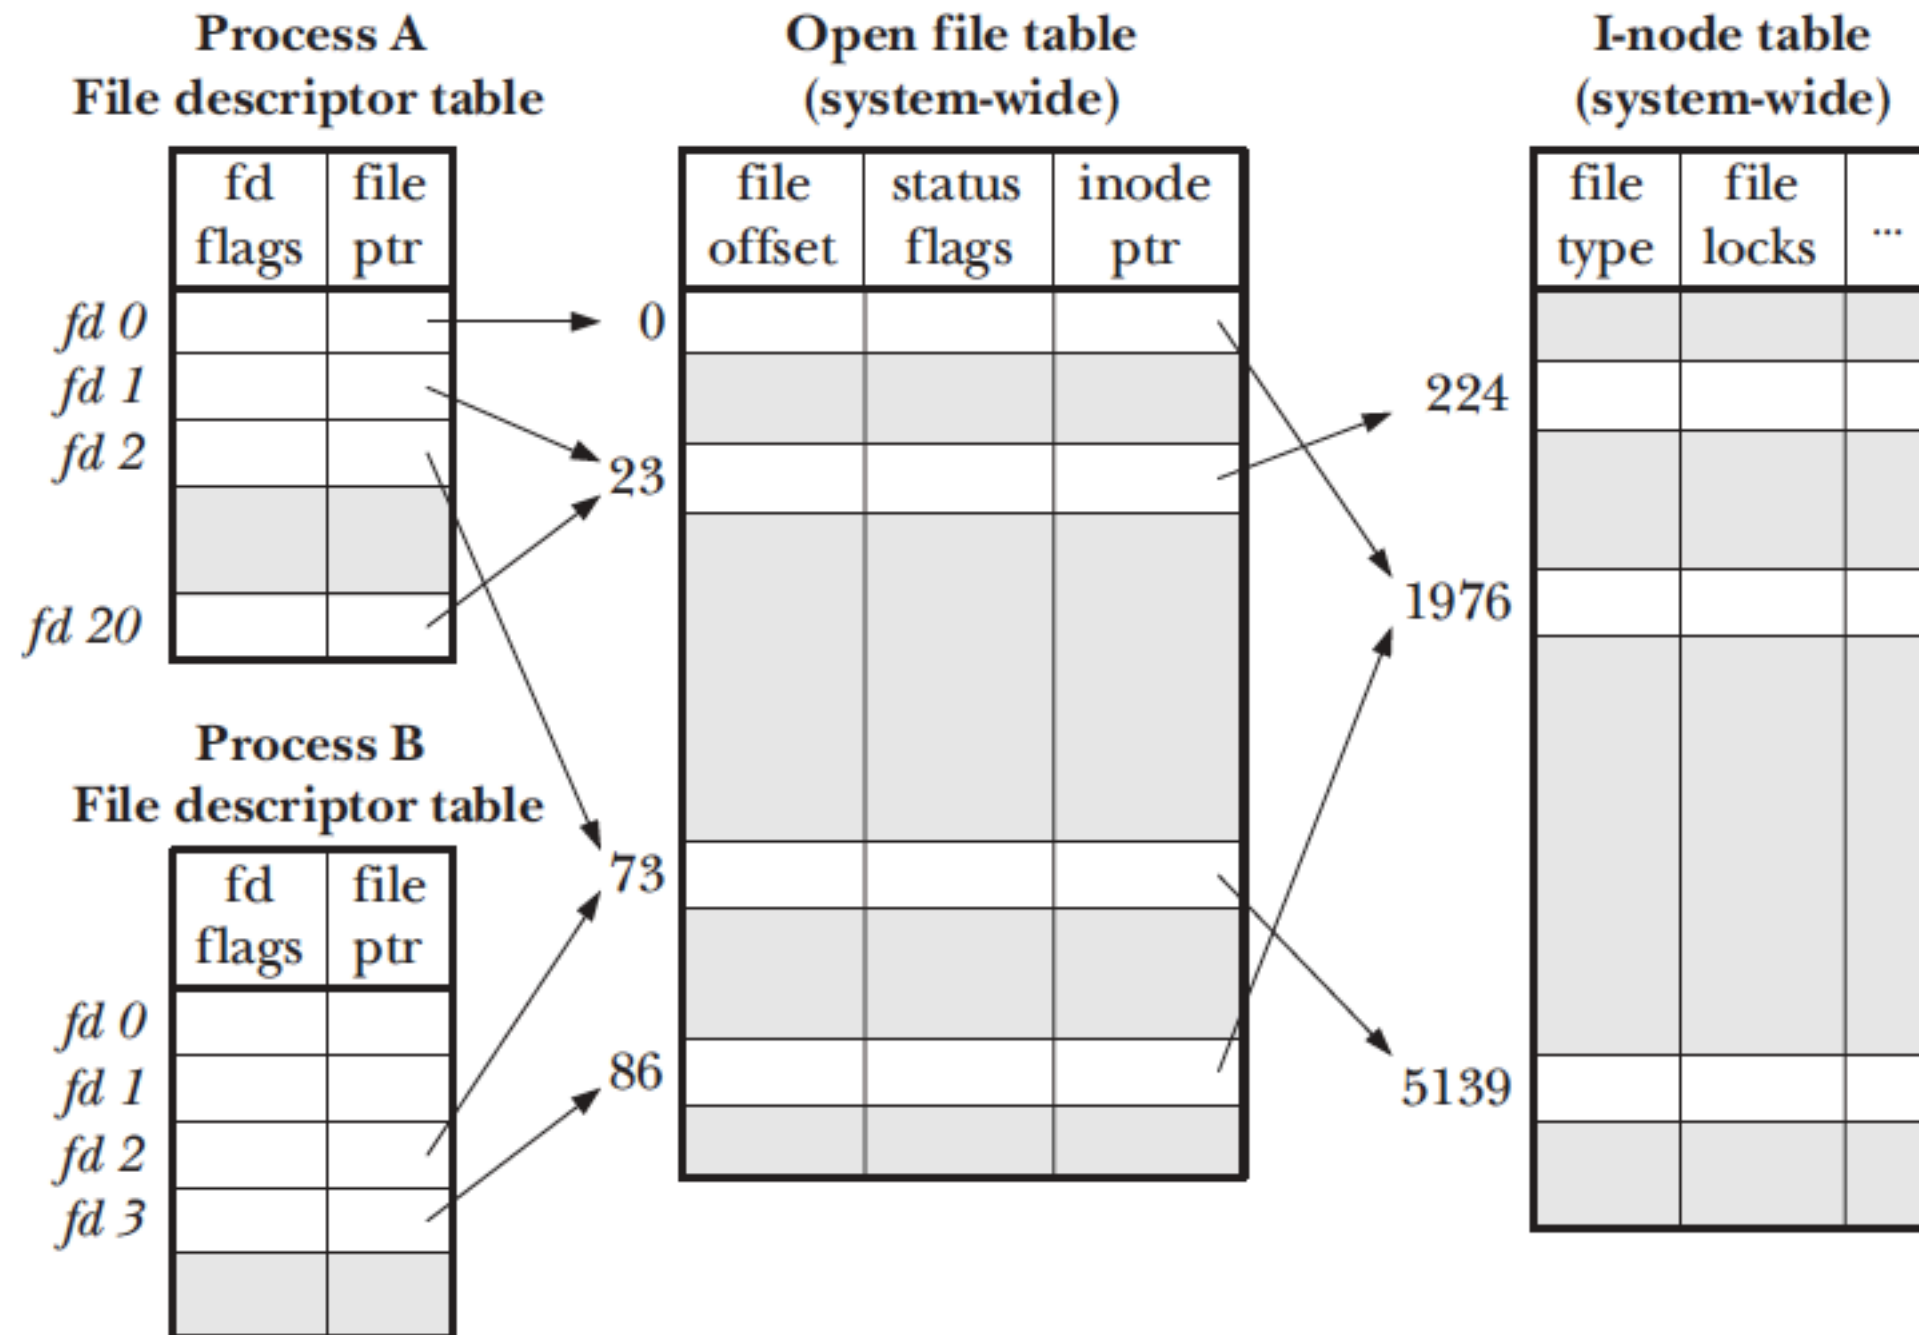 Process A
File descriptor table
fd
flags
file
ptr
fd 0
fd 1
fd 2
fd 20
Process B
File descriptor table
fd
flags
file
ptr
fd 0
fd 1
fd 2
fd 3
Open file table
(system-wide)
file
offset
status
flags
inode
ptr
0
23
73
86
I-node table
(system-wide)
file
type
file
locks
...
224
1976
5139